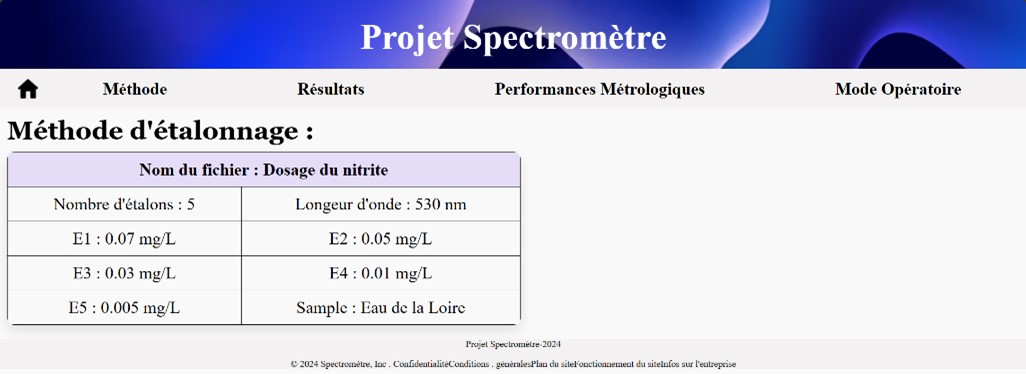 Projet Spectromètre
Méthode Résultats Performances Métrologiques Mode Opératoire
Méthode d'étalonnage :
Nom du fichier : Dosage du nitrite
Nombre d'étalons : 5 Longeur d'onde : 530 nm
E1 : 0.07 mg/L E2 : 0.05 mg/L
E3 : 0.03 mg/L E4 : 0.01 mg/L
E5 : 0.005 mg/L Sample : Eau de la Loire
Projet Spectromètre-2024
© 2024 Spectromètre, Inc . ConfidentialitéConditions . généralesPlan du siteFonctionnement du siteInfos sur l'entreprise